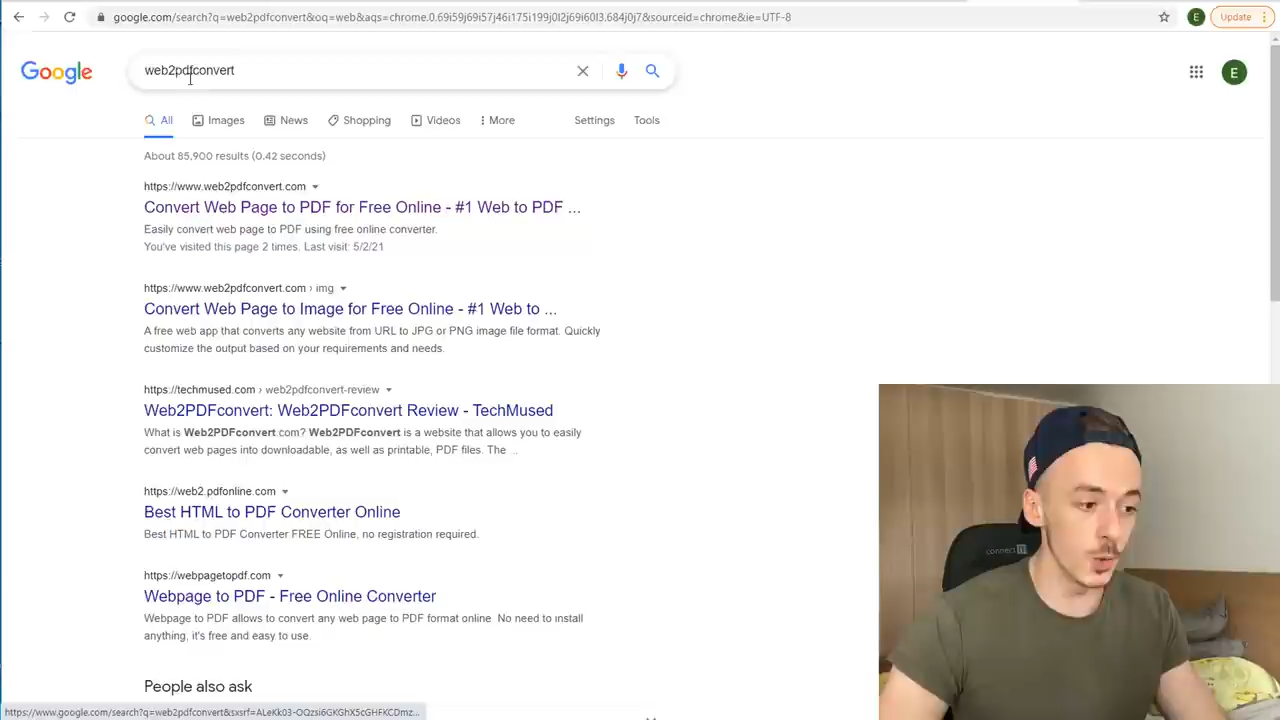 google.com/search?q=web2pdfconvert&oq=web&aqs=chrome.0.69i59j69i57j46i175i199j0l2j69i60l3.684j0j7&sourceid=chrome&ie=UTF-8
E
Update
Google
web2pdfconvert
E
All
Images
News
Shopping
Videos
More
Settings
Tools
About 85,900 results (0.42 seconds)
https://www.web2pdfconvert.com
Convert Web Page to PDF for Free Online - #1 Web to PDF ...
Easily convert web page to PDF using free online converter.
You've visited this page 2 times. Last visit: 5/2/21
https://www.web2pdfconvert.com › img
Convert Web Page to Image for Free Online - #1 Web to ...
A free web app that converts any website from URL to JPG or PNG image file format. Quickly
customize the output based on your requirements and needs.
https://techmused.com › web2pdfconvert-review
Web2PDFconvert: Web2PDFconvert Review - TechMused
What is Web2PDFconvert.com? Web2PDFconvert is a website that allows you to easily
convert web pages into downloadable, as well as printable, PDF files. The ...
https://web2.pdfonline.com
Best HTML to PDF Converter Online
Best HTML to PDF Converter FREE Online, no registration required.
https://webpagetopdf.com
Webpage to PDF - Free Online Converter
Webpage to PDF allows to convert any web page to PDF format online. No need to install
anything, it's free and easy to use.
People also ask
connect IT